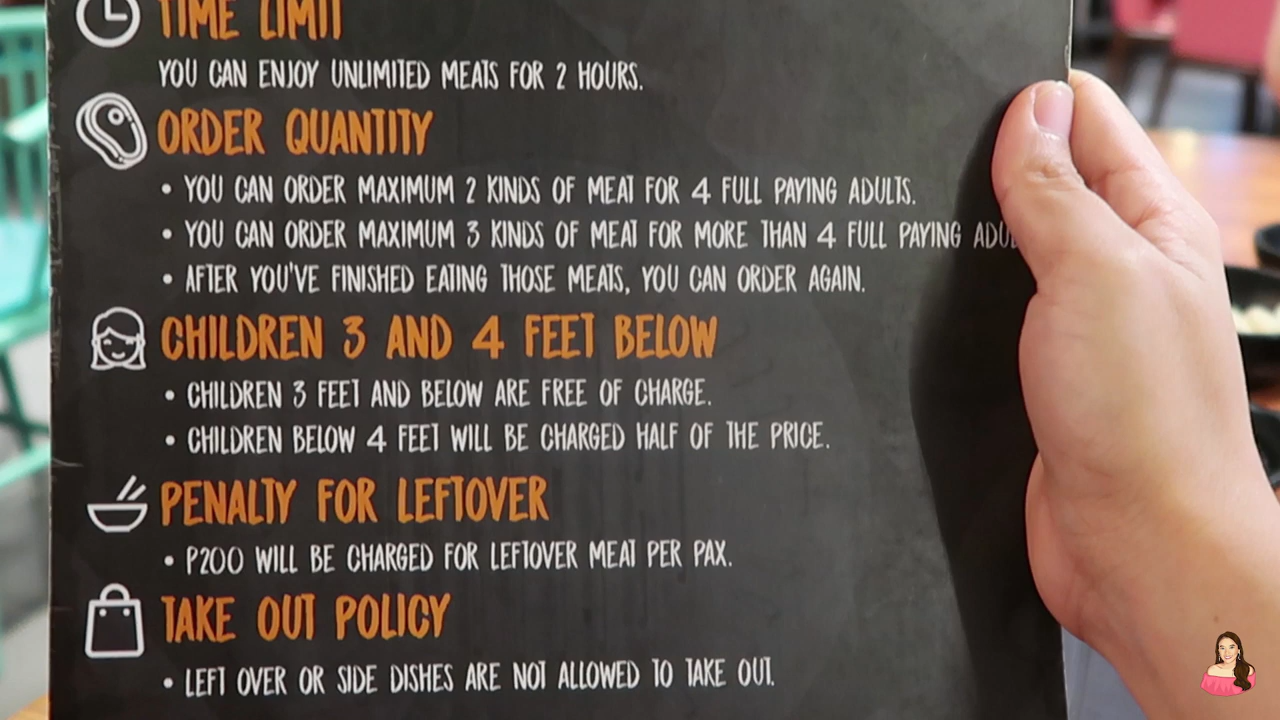 TIME LIMIT
YOU CAN ENJOY UNLIMITED MEATS FOR 2 HOURS.
ORDER QUANTITY
• YOU CAN ORDER MAXIMUM 2 KINDS OF MEAT FOR 4 FULL PAYING ADULTS.
• YOU CAN ORDER MAXIMUM 3 KINDS OF MEAT FOR MORE THAN 4 FULL PAYING
• AFTER YOU'VE FINISHED EATING THOSE MEATS, YOU CAN ORDER AGAIN.
CHILDREN 3 AND 4 FEET BELOW
• CHILDREN 3 FEET AND BELOW ARE FREE OF CHARGE.
• CHILDREN BELOW 4 FEET WILL BE CHARGED HALF OF THE PRICE.
PENALTY FOR LEFTOVER
• P200 WILL BE CHARGED FOR LEFTOVER MEAT PER PAX.
TAKE OUT POLICY
• LEFT OVER OR SIDE DISHES ARE NOT ALLOWED TO TAKE OUT.